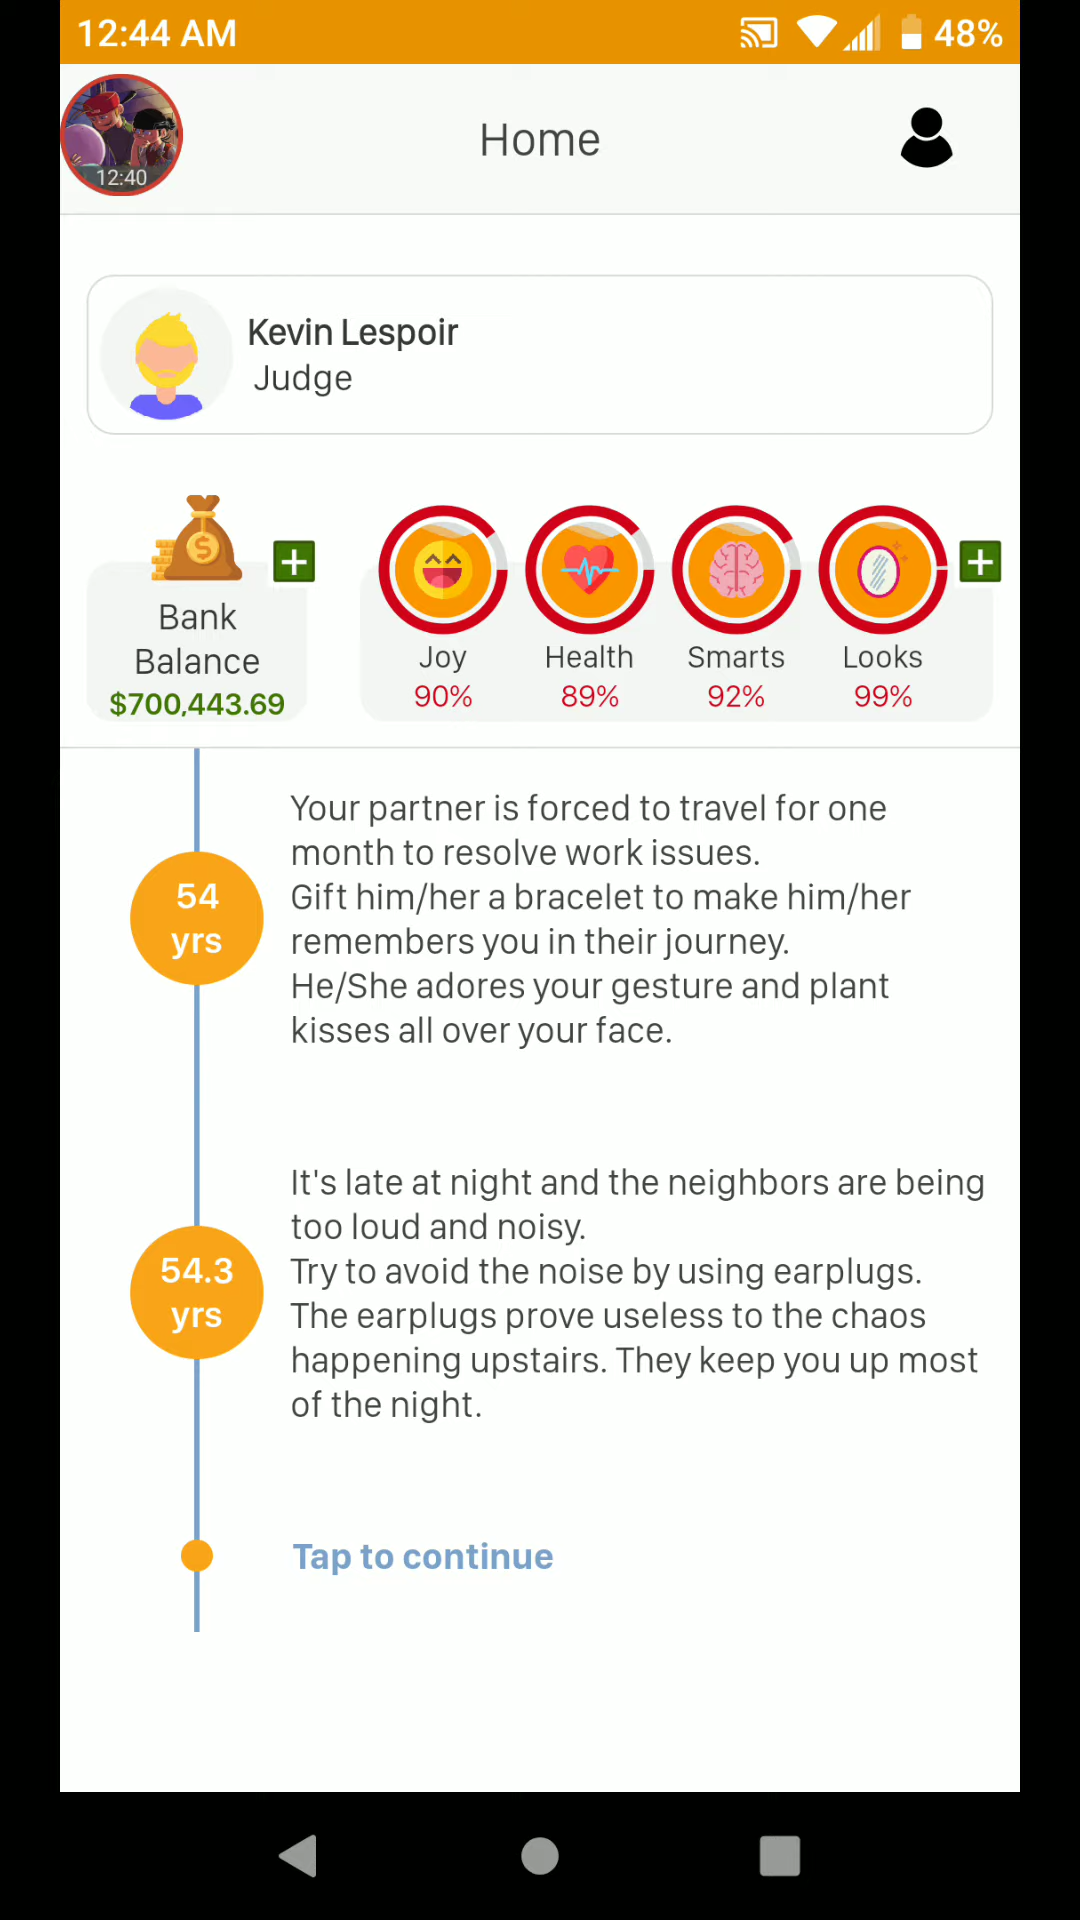 12:44 AM
48%
12:40
Home
Kevin Lespoir
Judge
Bank
Balance
$700,443.69
Joy
90%
Health
89%
Smarts
92%
Looks
99%
54
yrs
Your partner is forced to travel for one
month to resolve work issues.
Gift him/her a bracelet to make him/her
remembers you in their journey.
He/She adores your gesture and plant
kisses all over your face.
54.3
yrs
It's late at night and the neighbors are being
too loud and noisy.
Try to avoid the noise by using earplugs.
The earplugs prove useless to the chaos
happening upstairs. They keep you up most
of the night.
Tap to continue